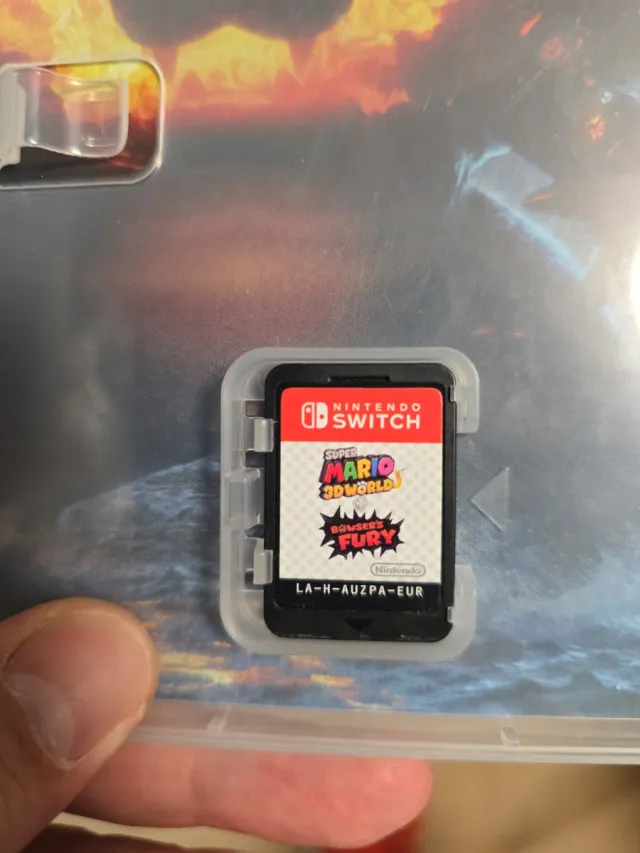 NINTENDO
SWITCH
SUPER
MARIO
3D WORLD
BOWSER'S
FURY
Nintendo
LA-H-AUZPA-EUR